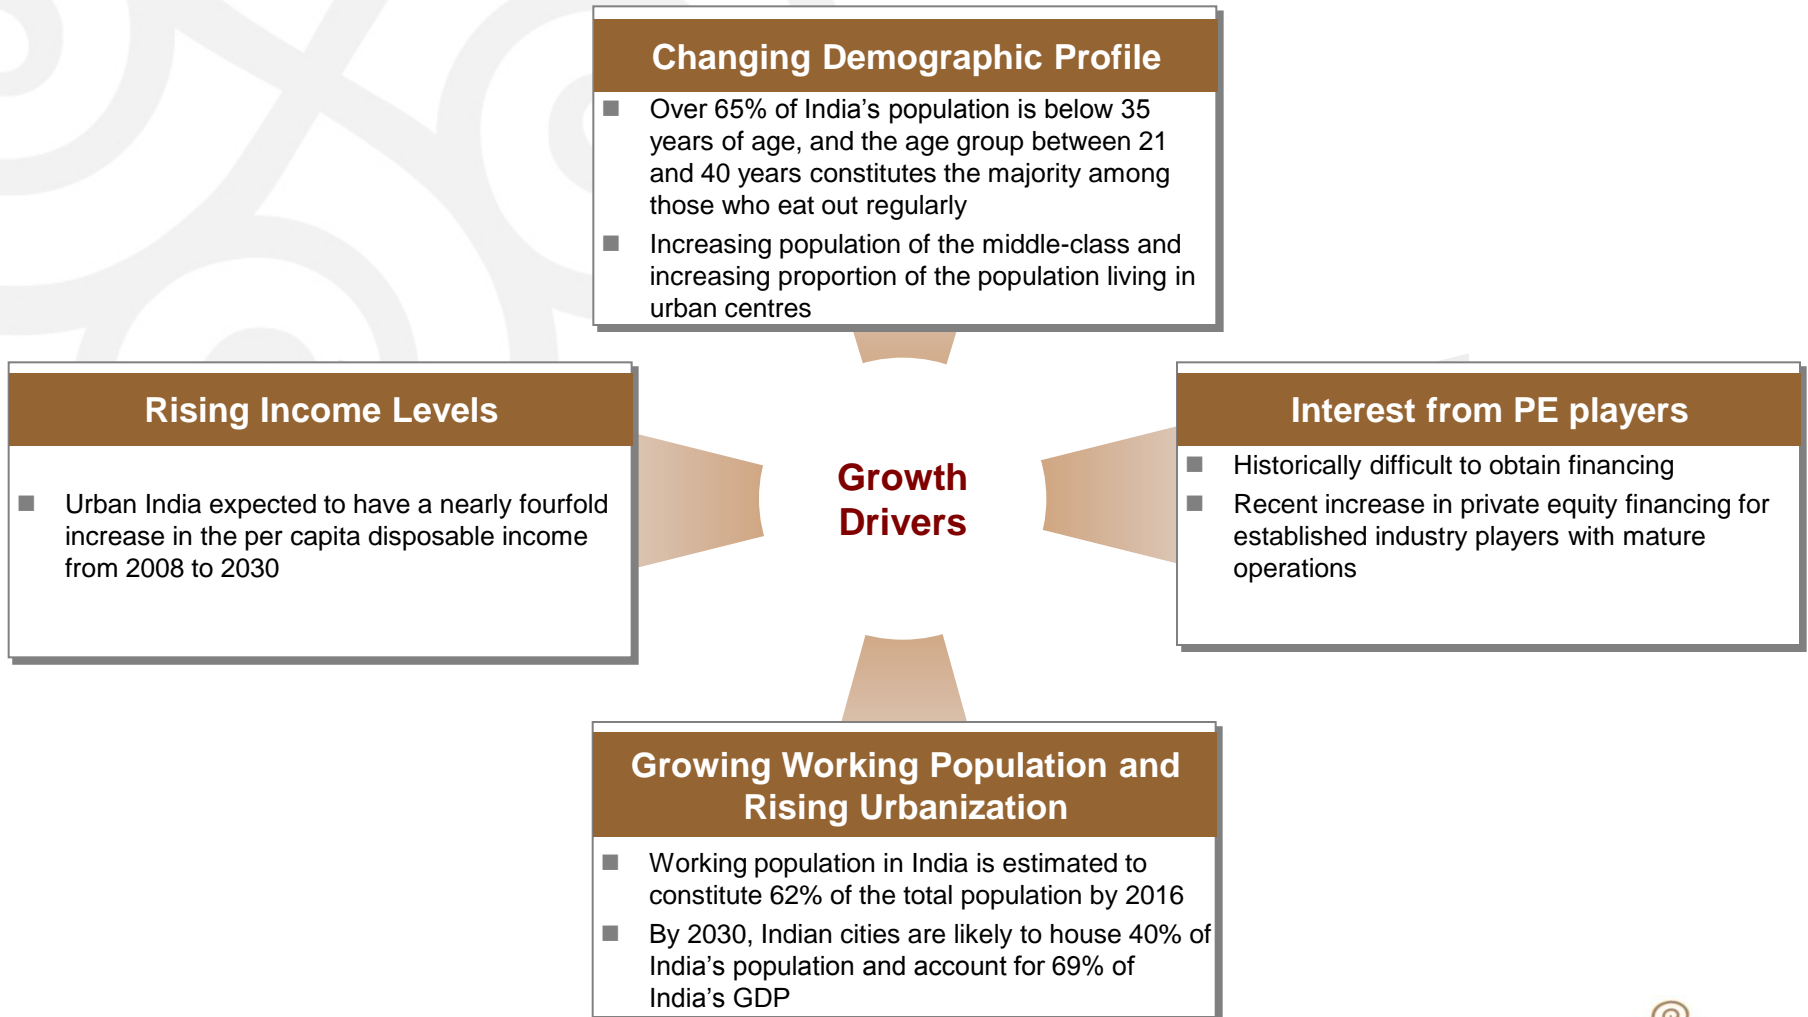 Changing Demographic Profile
■ Over 65% of India's population is below 35
years of age, and the age group between 21
and 40 years constitutes the majority among
those who eat out regularly
■ Increasing population of the middle-class and
increasing proportion of the population living in
urban centres
Rising Income Levels
■ Urban India expected to have a nearly fourfold
increase in the per capita disposable income
from 2008 to 2030
Growth
Drivers
Interest from PE players
■ Historically difficult to obtain financing
■ Recent increase in private equity financing for
established industry players with mature
operations
Growing Working Population and
Rising Urbanization
■ Working population in India is estimated to
constitute 62% of the total population by 2016
■ By 2030, Indian cities are likely to house 40% of
India's population and account for 69% of
India's GDP